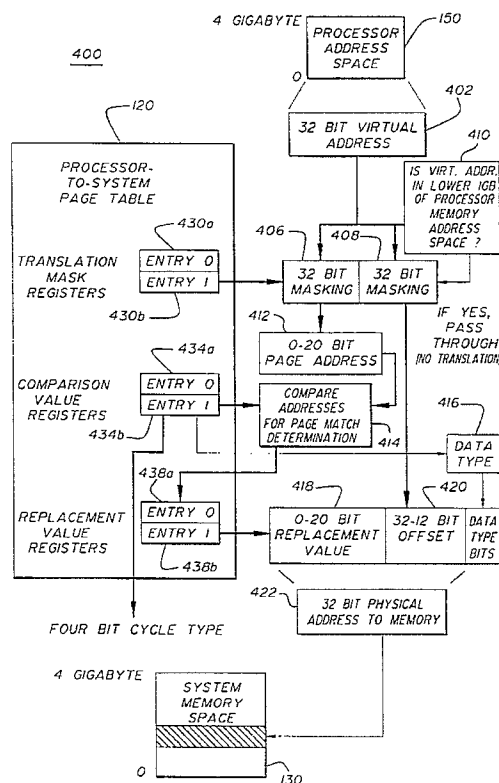 4 GIGABYTE
150
PROCESSOR
ADDRESS
SPACE
400
0
402
120
32 BIT VIRTUAL
ADDRESS
410
PROCESSOR-
TO-SYSTEM
PAGE TABLE
IS VIRT. ADDR.
IN LOWER 1GB
OF PROCESSOR
MEMORY
ADDRESS
SPACE ?
430a
406
408
TRANSLATION
MASK
REGISTERS
ENTRY 0
ENTRY 1
32 BIT
MASKING
32 BIT
MASKING
430b
412
IF YES,
PASS
THROUGH
(NO TRANSLATION)
0-20 BIT
PAGE ADDRESS
434a
COMPARISON
VALUE
REGISTERS
ENTRY 0
ENTRY 1
COMPARE
ADDRESSES
FOR PAGE MATCH
DETERMINATION
416
434b
414
DATA
TYPE
438a
418
420
REPLACEMENT
VALUE
REGISTERS
ENTRY 0
ENTRY 1
0-20 BIT
REPLACEMENT
VALUE
32-12 BIT
OFFSET
DATA
TYPE
BITS
438b
422
32 BIT PHYSICAL
ADDRESS TO MEMORY
FOUR BIT CYCLE TYPE
4 GIGABYTE
SYSTEM
MEMORY
SPACE
0
130